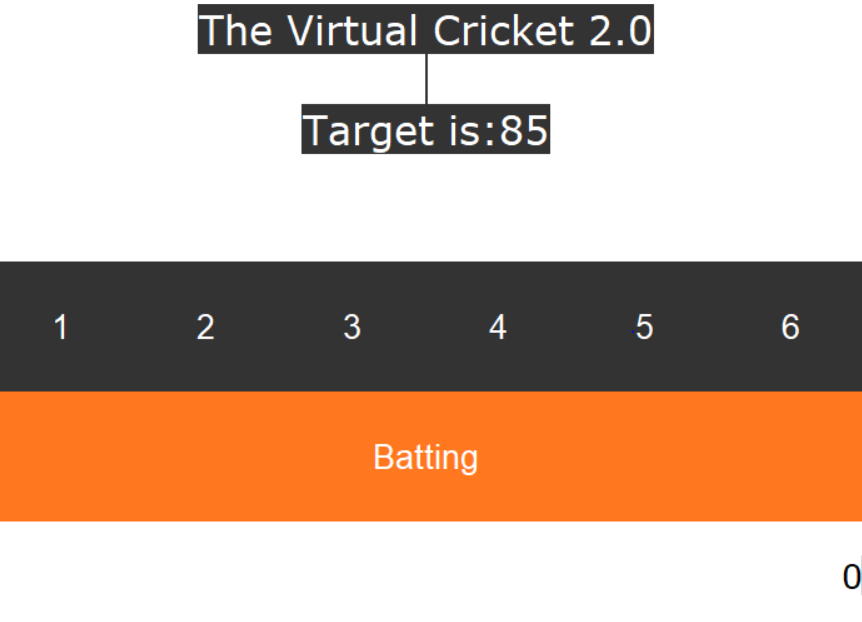 The Virtual Cricket 2.0
Target is:85
1 2 3 4 5 6
Batting
0